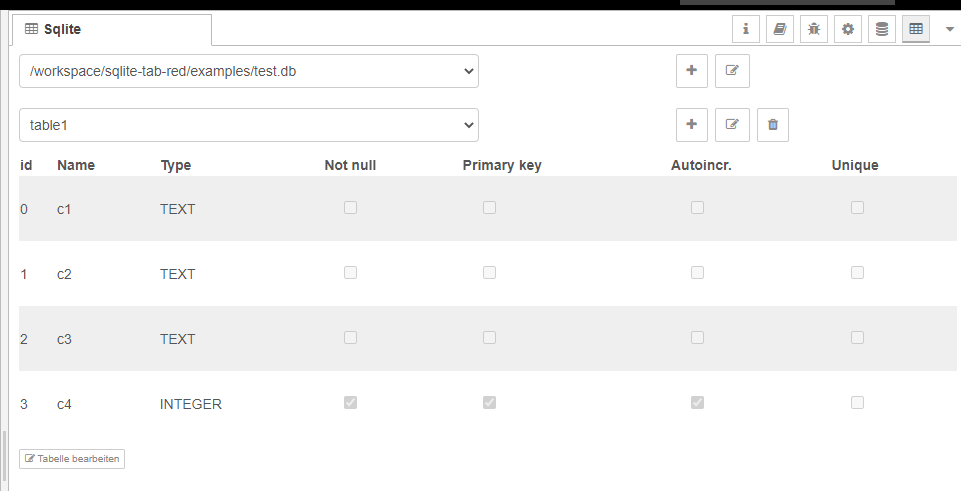 Sqlite
/workspace/sqlite-tab-red/examples/test.db
table1
id Name Type Not null Primary key Autoincr. Unique
0 c1 TEXT
1 c2 TEXT
2 c3 TEXT
3 c4 INTEGER
Tabelle bearbeiten